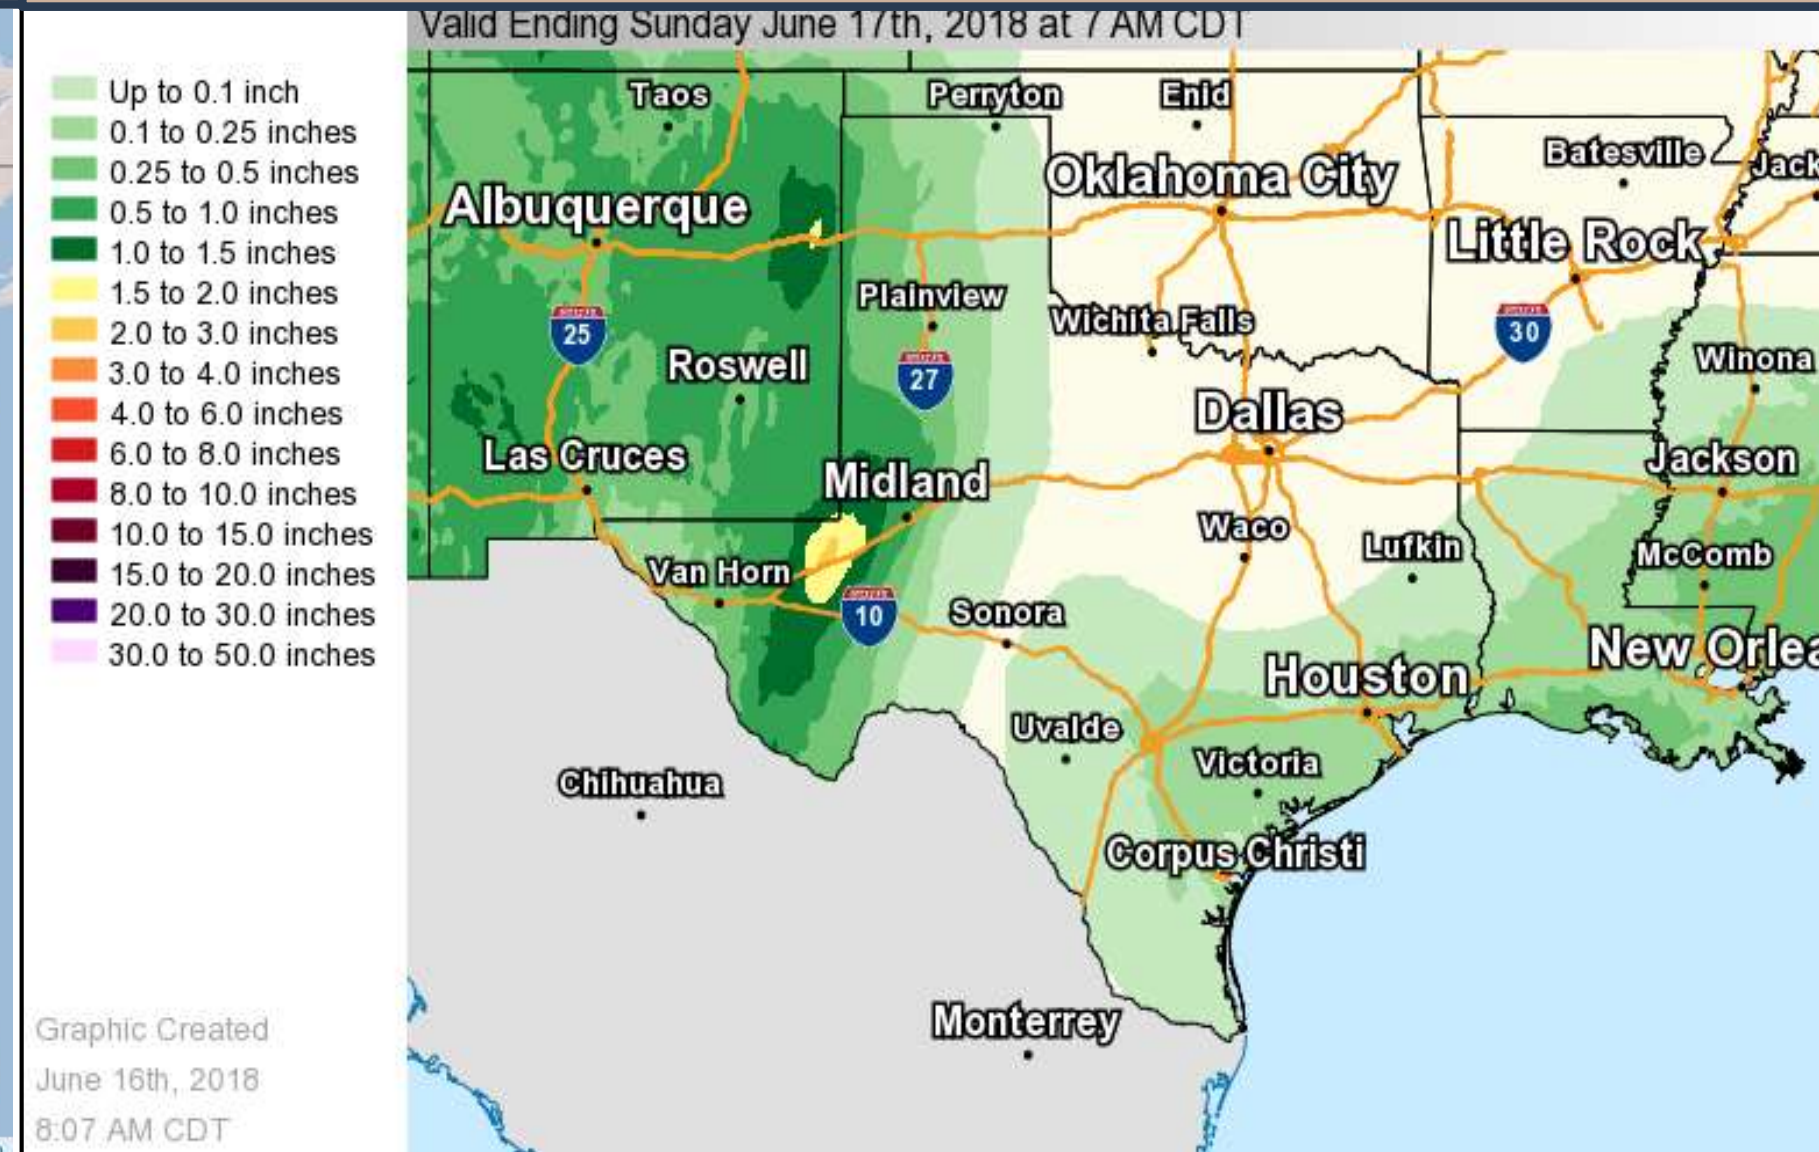 Valid Ending Sunday June 17th, 2018 at 7 AM CDT
Up to 0.1 inch
0.1 to 0.25 inches
0.25 to 0.5 inches
0.5 to 1.0 inches
1.0 to 1.5 inches
1.5 to 2.0 inches
2.0 to 3.0 inches
3.0 to 4.0 inches
4.0 to 6.0 inches
6.0 to 8.0 inches
8.0 to 10.0 inches
10.0 to 15.0 inches
15.0 to 20.0 inches
20.0 to 30.0 inches
30.0 to 50.0 inches
Graphic Created
June 16th, 2018
8:07 AM CDT
Taos
Perryton
Enid
Batesville
Jack
Oklahoma City
Albuquerque
Little Rock
Plainview
Wichita Falls
25
30
Roswell
27
Winona
Dallas
Las Cruces
Midland
Jackson
Waco
Lufkin
McComb
Van Horn
10
Sonora
New Orlea
Houston
Uvalde
Victoria
Chihuahua
Corpus Christi
Monterrey